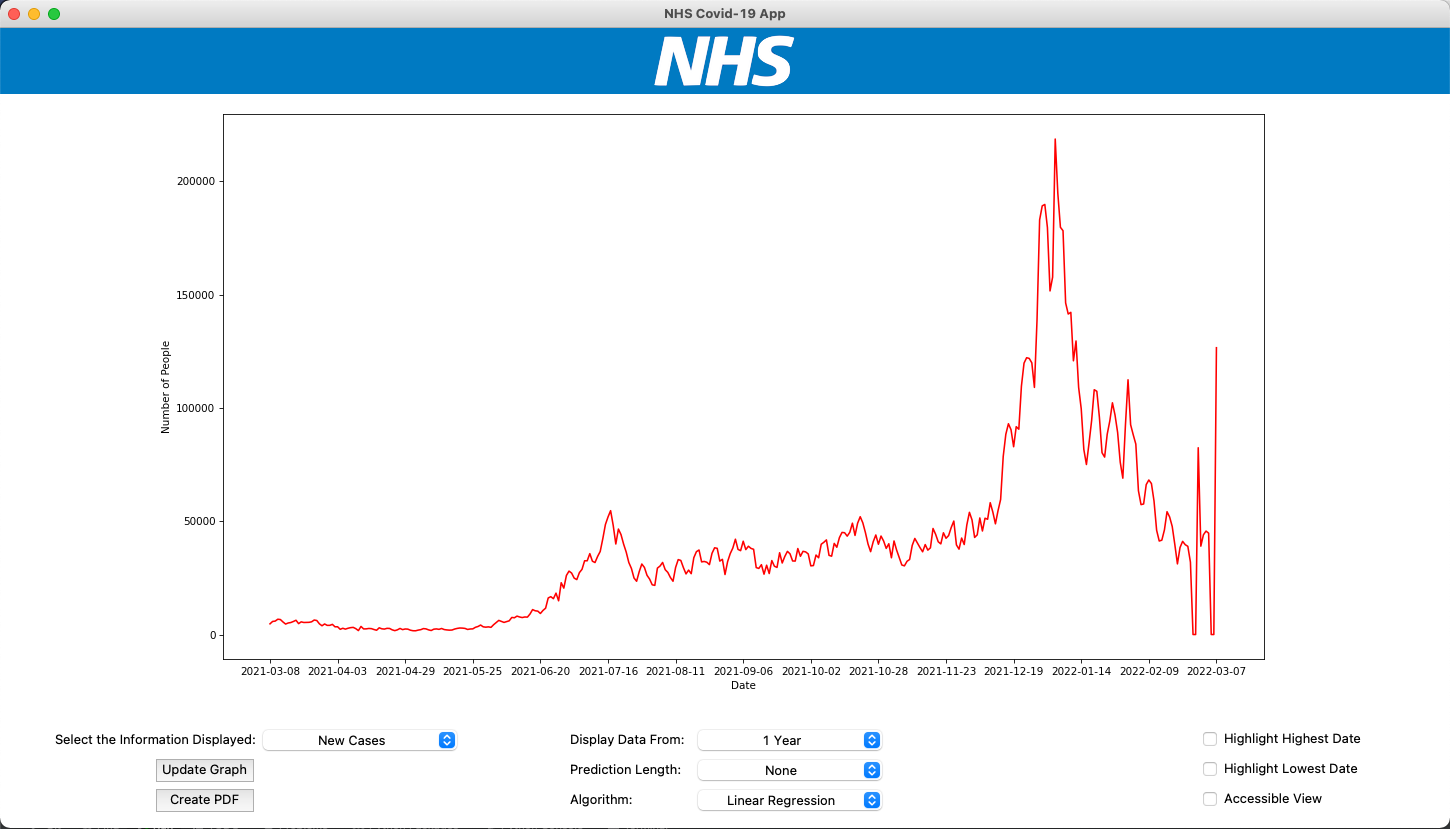 NHS Covid-19 App
NHS
200000
150000
100000
50000
0
Number of People
2021-03-08 2021-04-03 2021-04-29 2021-05-25 2021-06-20 2021-07-16 2021-08-11 2021-09-06 2021-10-02 2021-10-28 2021-11-23 2021-12-19 2022-01-14 2022-02-09 2022-03-07
Date
Select the Information Displayed: New Cases Display Data From: 1 Year Highlight Highest Date
Update Graph Prediction Length: None Highlight Lowest Date
Create PDF Algorithm: Linear Regression Accessible View